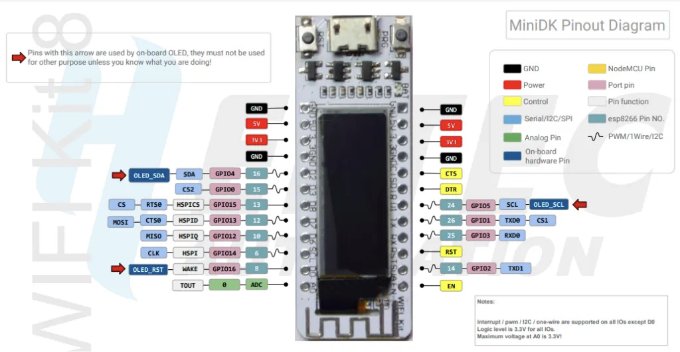 MiniDK Pinout Diagram
Pins with this arrow are used by on-board OLED, they must not be used
for other purpose unless you know what you are doing!
GND
Power
Control
Serial/I2C/SPI
Analog Pin
On-board
hardware Pin
NodeMCU Pin
Port pin
Pin function
esp8266 Pin NO.
PWM/1Wire/I2C
WIFI Kit 8
PRG
GND
5V
3V3
GND
OLED_SDA SDA GPIO4 16
CS2 GPIO0 15
CS RTS0 HSPICS GPIO15 13
MOSI CTS0 HSPID GPIO13 12
MISO HSPIQ GPIO12 10
CLK HSPI GPIO14 6
OLED_RST WAKE GPIO16 8
TOUT 0 ADC
GND
5V
3V3
GND
CTS
DTR
24 GPIO5 SCL OLED_SCL
26 GPIO1 TXD0 CS1
25 GPIO3 RXD0
RST
14 GPIO2 TXD1
EN
WIFI Kit
Notes:
Interrupt / pwm / I2C / one-wire are supported on all IOs except D0
Logic level is 3.3V for all IOs.
Maximum voltage at A0 is 3.3V!